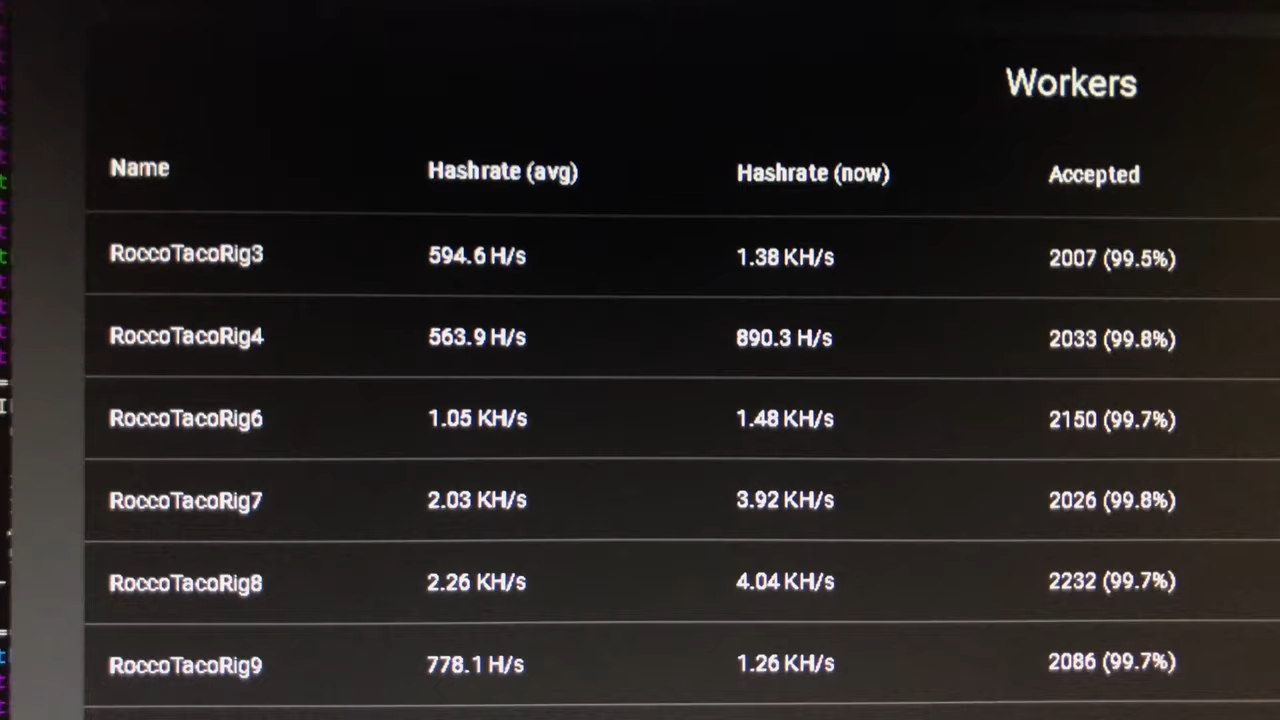 Workers
Name Hashrate (avg) Hashrate (now) Accepted
RoccoTacoRig3 594.6 H/s 1.38 KH/s 2007 (99.5%)
RoccoTacoRig4 563.9 H/s 890.3 H/s 2033 (99.8%)
RoccoTacoRig6 1.05 KH/s 1.48 KH/s 2150 (99.7%)
RoccoTacoRig7 2.03 KH/s 3.92 KH/s 2026 (99.8%)
RoccoTacoRig8 2.26 KH/s 4.04 KH/s 2232 (99.7%)
RoccoTacoRig9 778.1 H/s 1.26 KH/s 2086 (99.7%)